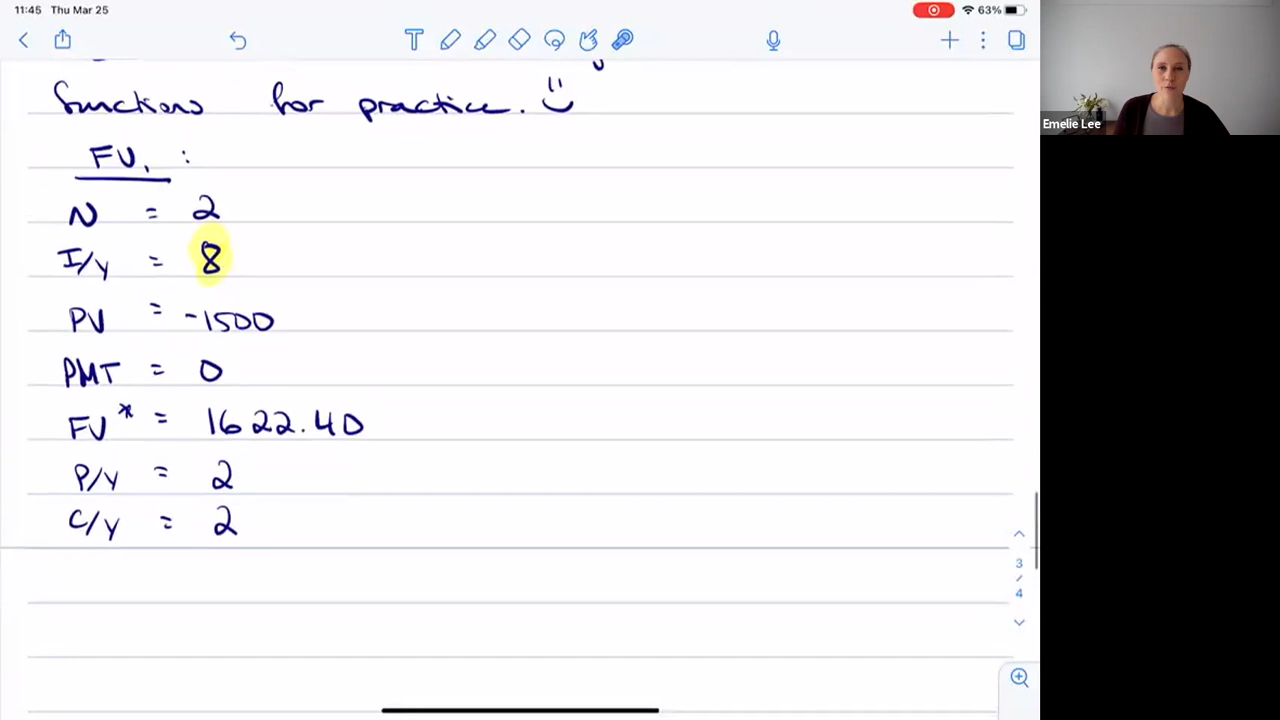 11:45 Thu Mar 25
63%
Emelie Lee
functions for practice.
FV₁ :
N = 2
I/Y = 8
PV = -1500
PMT = 0
FV* = 1622.40
P/Y = 2
C/Y = 2
3
/
4